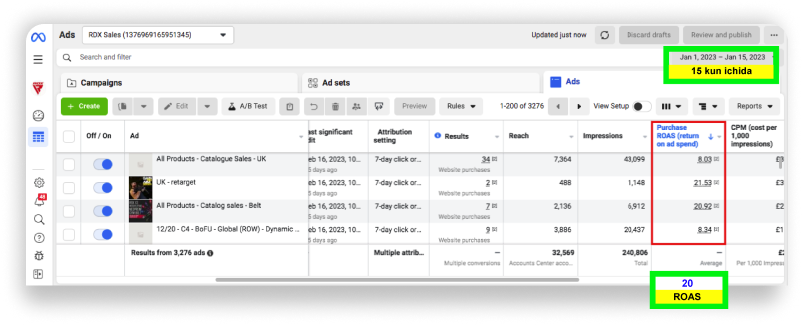 Ads
RDX Sales (1376969165951345)
Updated just now
Discard drafts
Review and publish
Search and filter
Jan 1, 2023 – Jan 15, 2023
15 kun ichida
Campaigns
Ad sets
Ads
+ Create
Edit
A/B Test
Preview
Rules
1-200 of 3276
View Setup
Reports
Off / On
Ad
ast significant
dit
Attribution
setting
Results
Reach
Impressions
Purchase
ROAS (return
on ad spend)
CPM (cost per
1,000
impressions)
All Products - Catalogue Sales - UK
eb 16, 2023, 10...
5 days ago
7-day click or...
34
Website purchases
7,364
43,099
8.03
UK - retarget
eb 16, 2023, 10...
5 days ago
7-day click or...
2
Website purchases
488
1,148
21.53
All Products - Catalog sales - Belt
eb 16, 2023, 10...
5 days ago
7-day click or...
7
Website purchases
2,136
6,912
20.92
£2
12/20 - C4 - BoFU - Global (ROW) - Dynamic ...
eb 16, 2023, 10...
5 days ago
7-day click or...
9
Website purchases
3,886
20,437
8.34
£1
Results from 3,276 ads
Multiple attrib...
—
Multiple conversions
32,569
Accounts Center acco...
240,806
Total
—
Average
£2
Per 1,000 Impress
20
ROAS